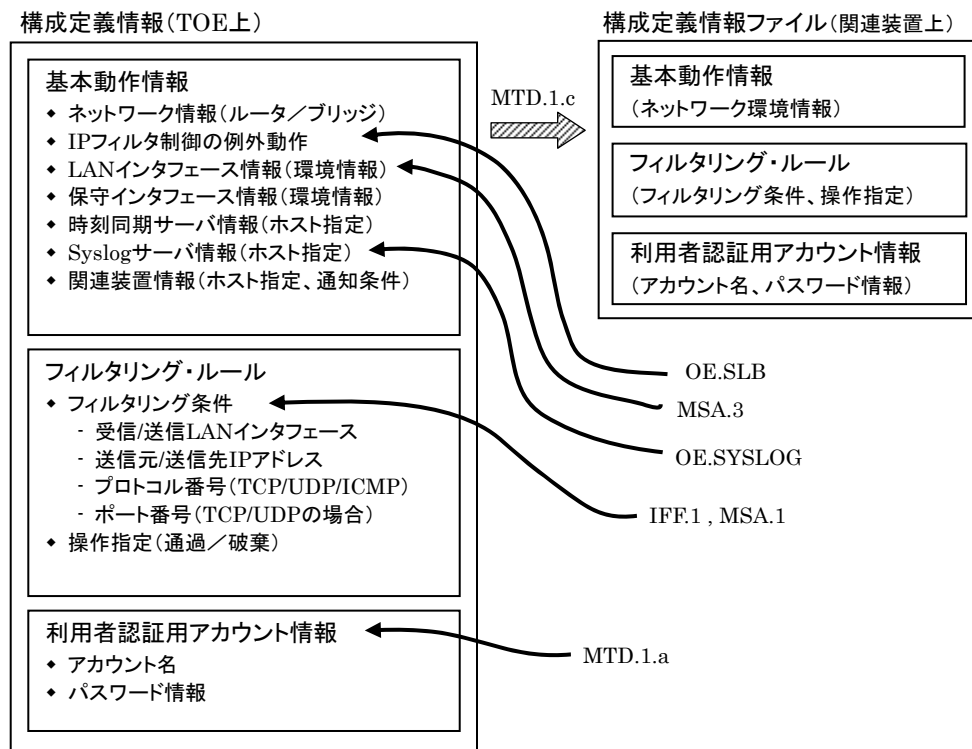 構成定義情報(TOE上)
基本動作情報
◆ ネットワーク情報(ルータ／ブリッジ)
◆ IPフィルタ制御の例外動作
◆ LANインタフェース情報(環境情報)
◆ 保守インタフェース情報(環境情報)
◆ 時刻同期サーバ情報(ホスト指定)
◆ Syslogサーバ情報(ホスト指定)
◆ 関連装置情報(ホスト指定、通知条件)
フィルタリング・ルール
◆ フィルタリング条件
- 受信/送信LANインタフェース
- 送信元/送信先IPアドレス
- プロトコル番号(TCP/UDP/ICMP)
- ポート番号(TCP/UDPの場合)
◆ 操作指定(通過／破棄)
利用者認証用アカウント情報
◆ アカウント名
◆ パスワード情報
MTD.1.c
構成定義情報ファイル(関連装置上)
基本動作情報
(ネットワーク環境情報)
フィルタリング・ルール
(フィルタリング条件、操作指定)
利用者認証用アカウント情報
(アカウント名、パスワード情報)
OE.SLB
MSA.3
OE.SYSLOG
IFF.1 , MSA.1
MTD.1.a